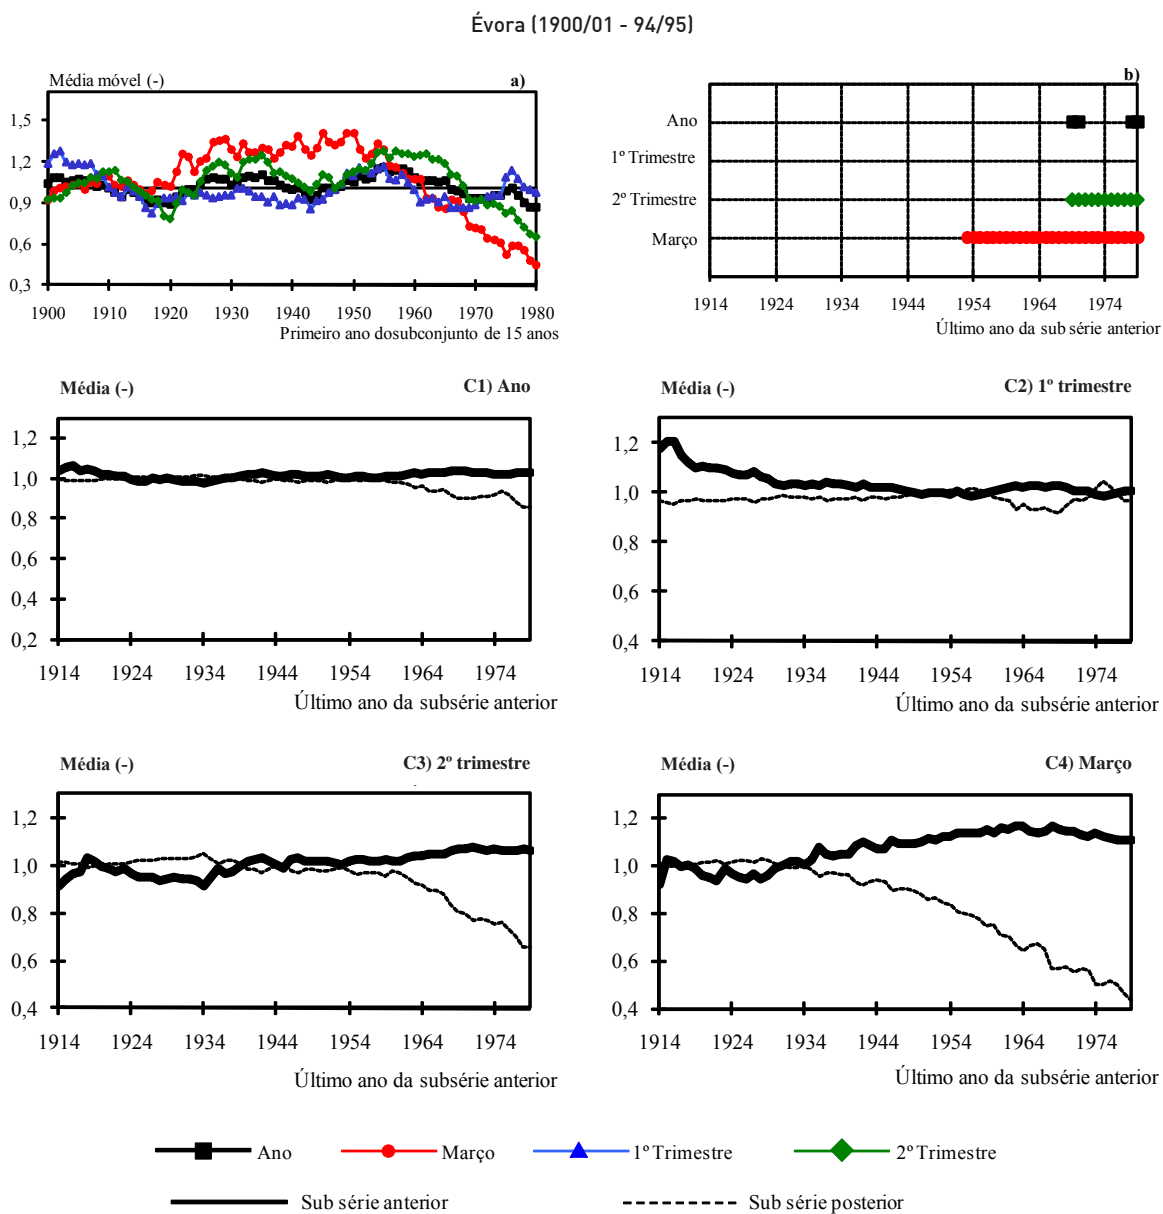 Évora (1900/01 - 94/95)
Média móvel (-)
a)
1,5
1,2
0,9
0,6
0,3
1900 1910 1920 1930 1940 1950 1960 1970 1980
Primeiro ano dosubconjunto de 15 anos
b)
Ano
1º Trimestre
2º Trimestre
Março
1914 1924 1934 1944 1954 1964 1974
Último ano da sub série anterior
Média (-)
C1) Ano
1,2
1,0
0,8
0,6
0,4
0,2
1914 1924 1934 1944 1954 1964 1974
Último ano da subsérie anterior
Média (-)
C2) 1º trimestre
1,2
1,0
0,8
0,6
0,4
1914 1924 1934 1944 1954 1964 1974
Último ano da subsérie anterior
Média (-)
C3) 2º trimestre
1,2
1,0
0,8
0,6
0,4
1914 1924 1934 1944 1954 1964 1974
Último ano da subsérie anterior
Média (-)
C4) Março
1,2
1,0
0,8
0,6
0,4
1914 1924 1934 1944 1954 1964 1974
Último ano da subsérie anterior
Ano Março 1º Trimestre 2º Trimestre
Sub série anterior Sub série posterior